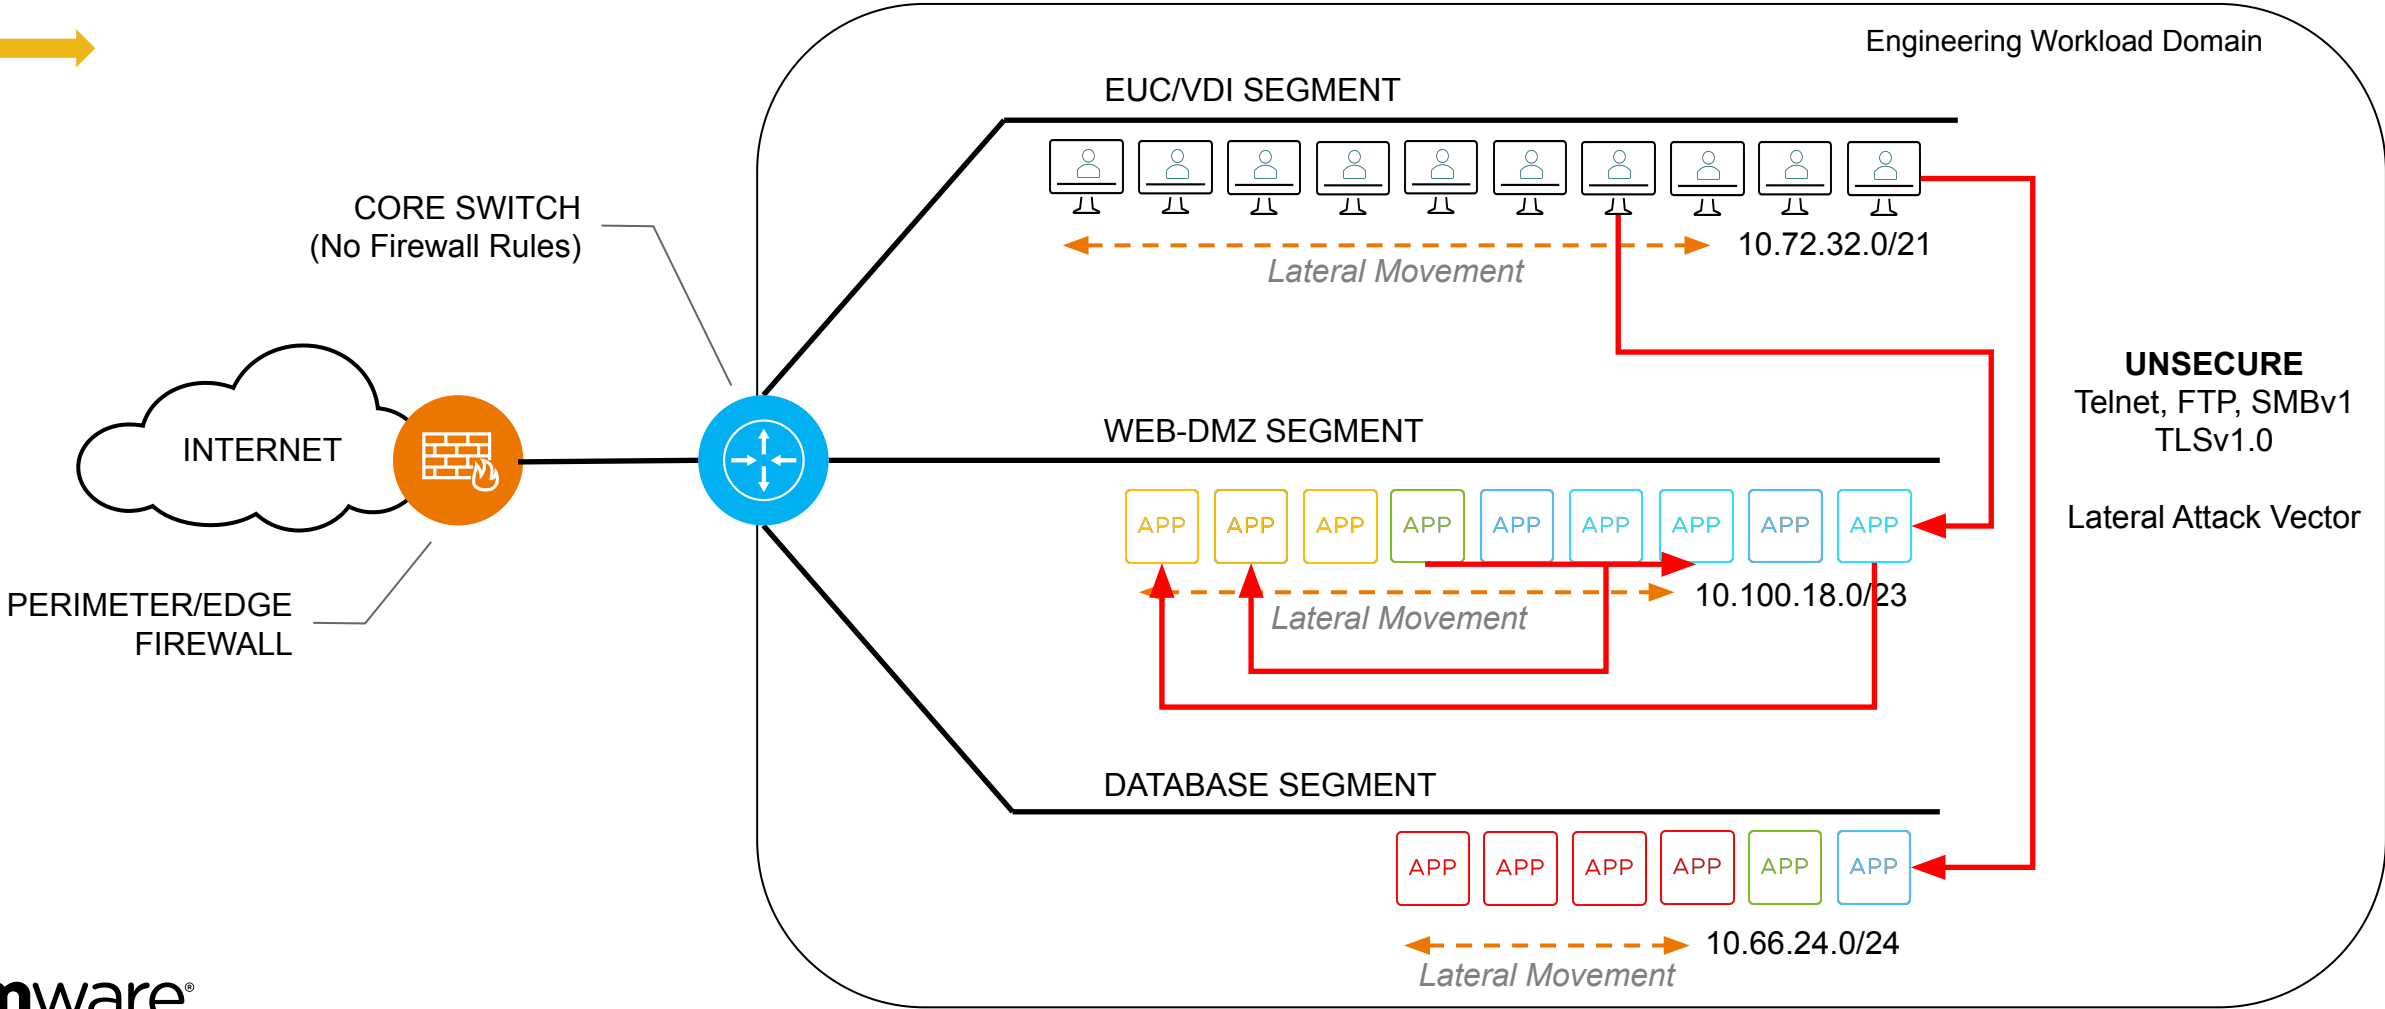 Engineering Workload Domain
EUC/VDI SEGMENT
CORE SWITCH
(No Firewall Rules)
10.72.32.0/21
Lateral Movement
UNSECURE
Telnet, FTP, SMBv1
TLSv1.0
Lateral Attack Vector
INTERNET
WEB-DMZ SEGMENT
APP APP APP APP APP APP APP APP APP
10.100.18.0/23
Lateral Movement
PERIMETER/EDGE
FIREWALL
DATABASE SEGMENT
APP APP APP APP APP APP
10.66.24.0/24
Lateral Movement
mware®